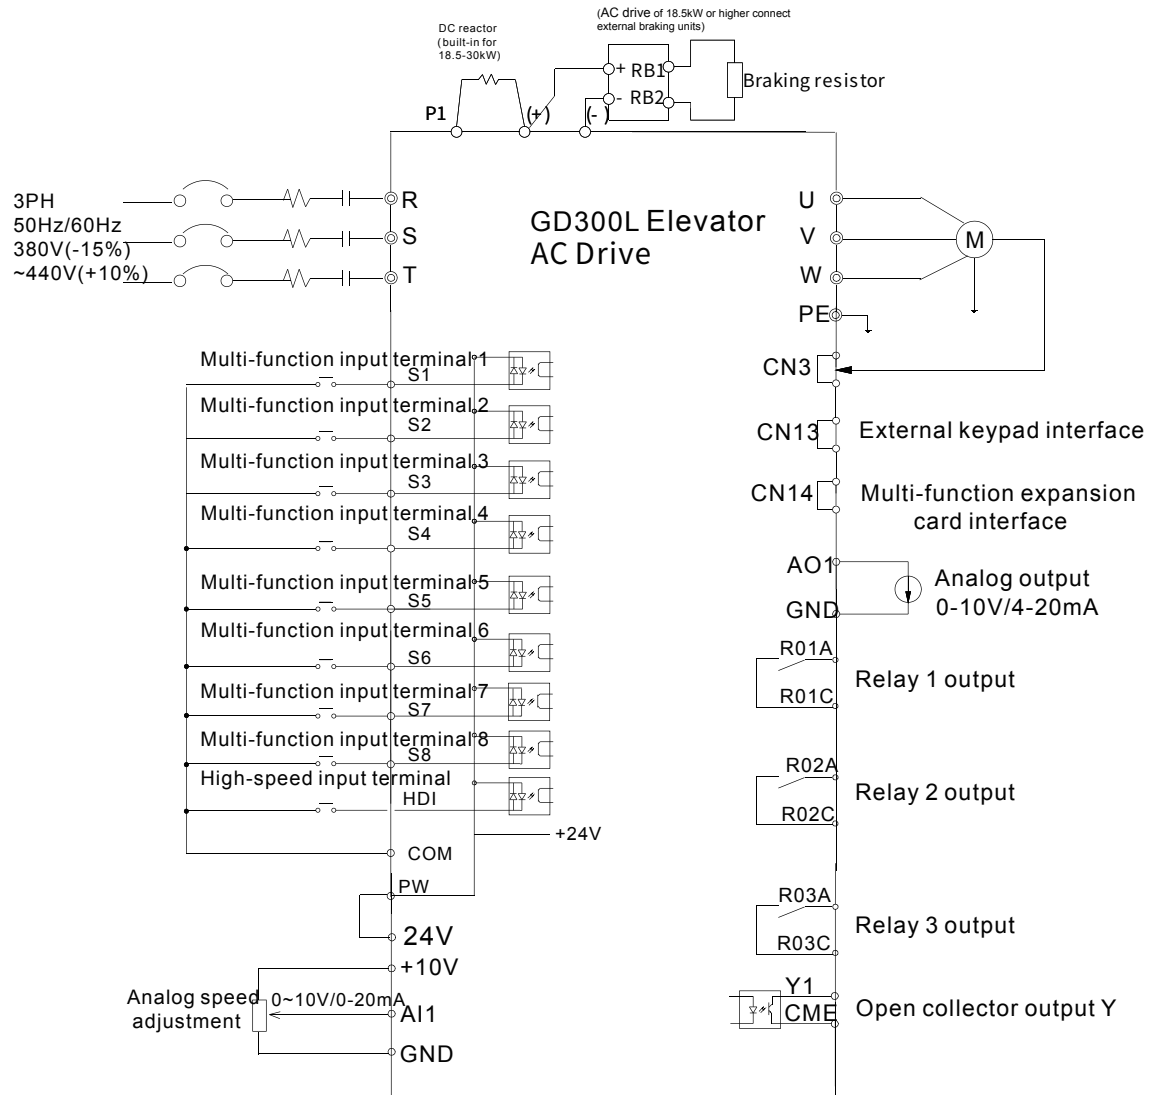 (AC drive of 18.5kW or higher connect
external braking units)
DC reactor
(built-in for
18.5-30kW)
+ RB1
- RB2
Braking resistor
P1
(+)
(-)
3PH
50Hz/60Hz
380V(-15%)
~440V(+10%)
R
S
T
GD300L Elevator
AC Drive
U
V
W
M
PE
CN3
CN13
External keypad interface
CN14
Multi-function expansion
card interface
AO1
GND
Analog output
0-10V/4-20mA
R01A
R01C
Relay 1 output
R02A
R02C
Relay 2 output
R03A
R03C
Relay 3 output
Y1
CME
Open collector output Y
Multi-function input terminal 1
S1
Multi-function input terminal 2
S2
Multi-function input terminal 3
S3
Multi-function input terminal 4
S4
Multi-function input terminal 5
S5
Multi-function input terminal 6
S6
Multi-function input terminal 7
S7
Multi-function input terminal 8
S8
High-speed input terminal
HDI
+24V
COM
PW
24V
+10V
Analog speed
adjustment
0~10V/0-20mA
AI1
GND